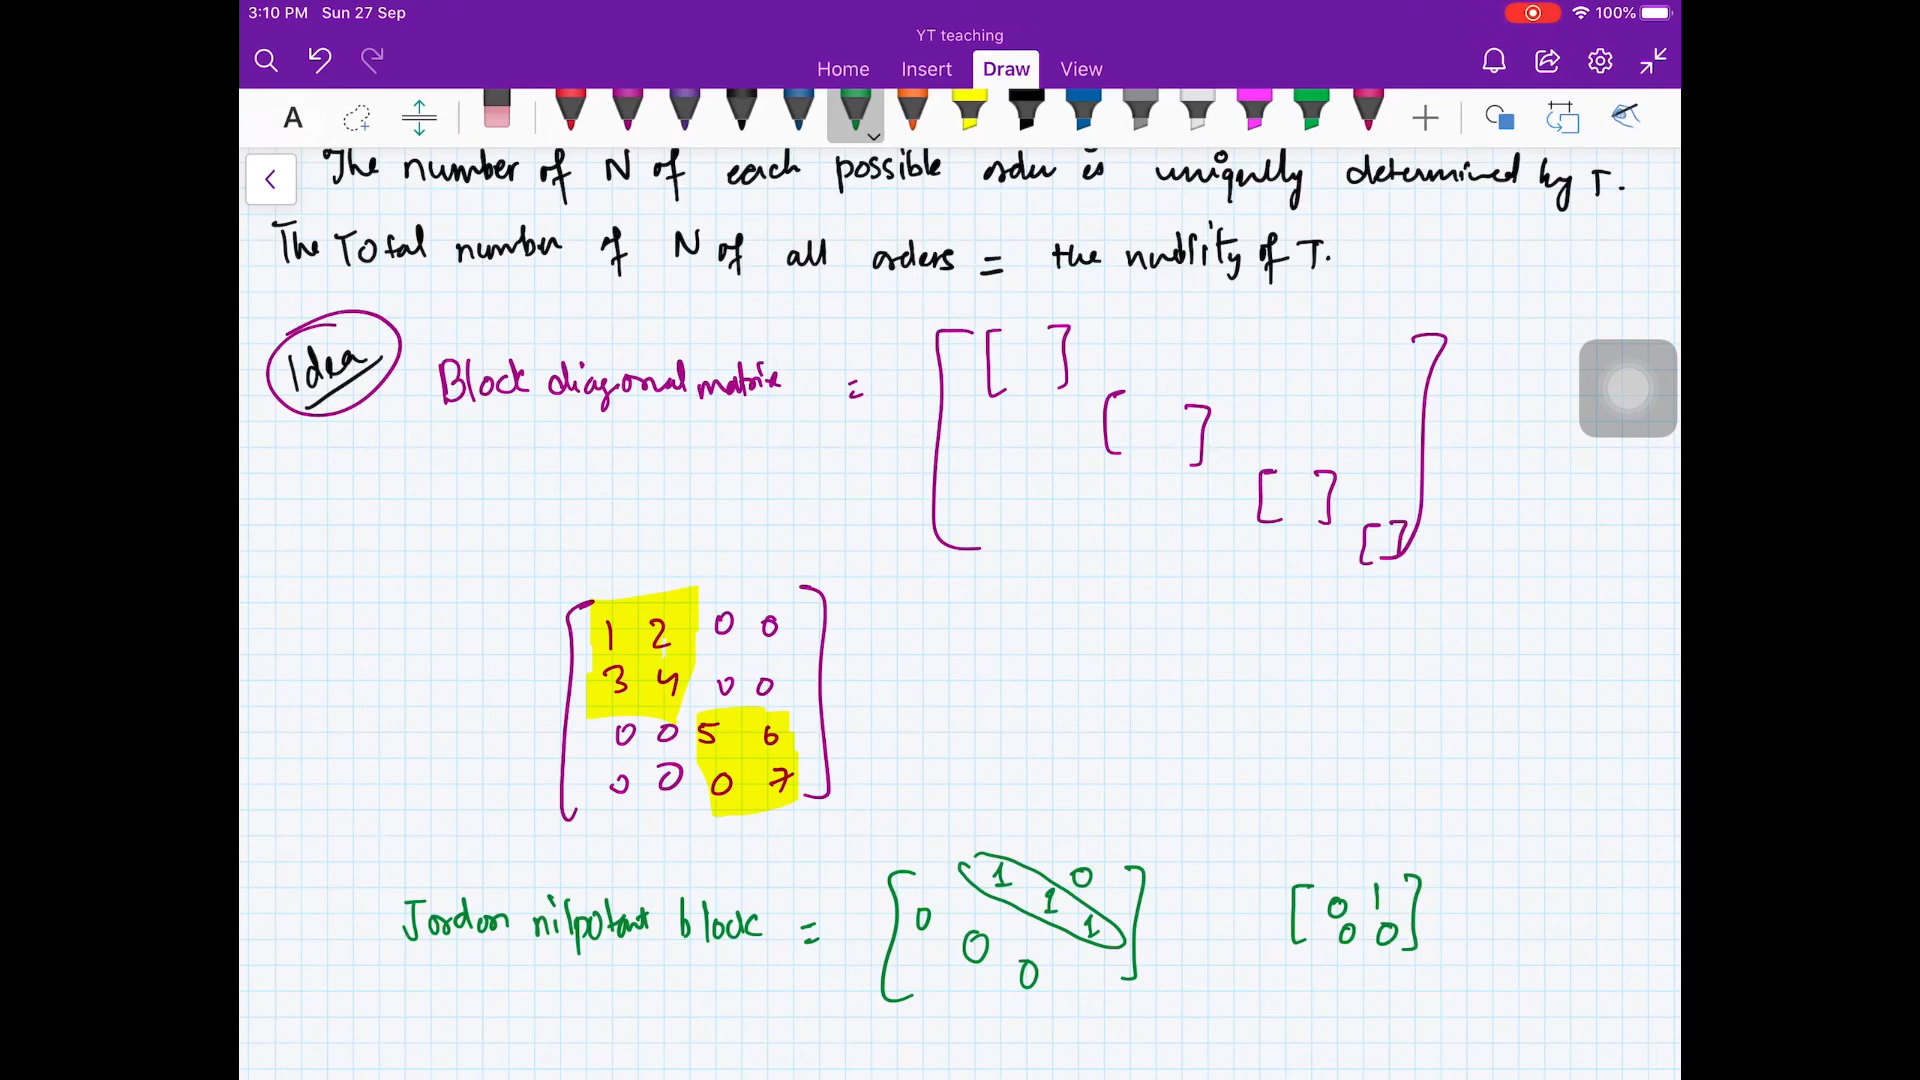 3:10 PM Sun 27 Sep 100%
YT teaching
Home Insert Draw View
A
The number of N of each possible order is uniquely determined by T.
The Total number of N of all orders = the nullity of T.
Idea Block diagonal matrix = [ [ ] [ ] [ ] [ ] ]
1 2 0 0
3 4 0 0
0 0 5 6
0 0 0 7
Jordon nilpotant block = [ 1 0 1 0 1 0 0 ] [ 0 1
0 0 ]